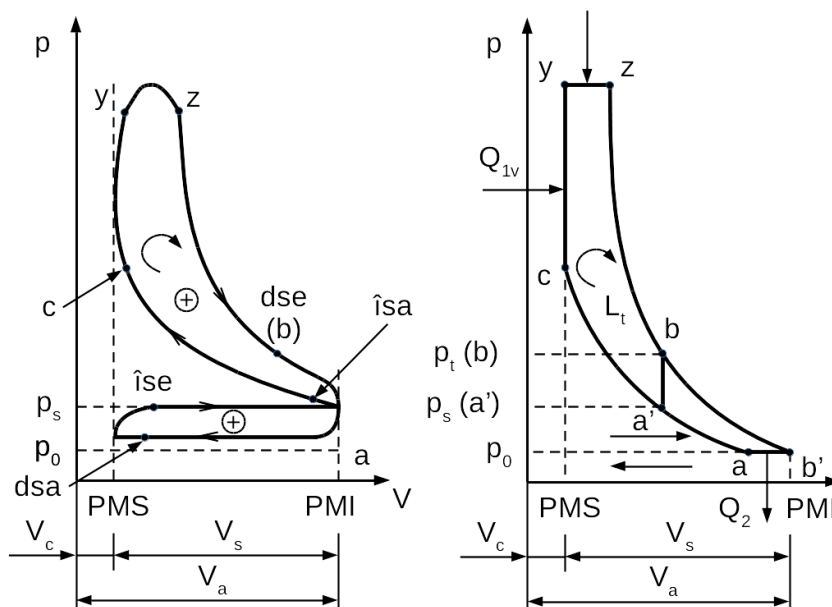 p
y
z
c
dse
(b)
îsa
îse
p_s
p_0
dsa
a
PMS
PMI
V
V_c
V_s
V_a
p
y
z
Q_1v
c
L_t
b
p_t (b)
p_s (a')
a'
p_0
a
b'
PMS
Q_2
PMI
V_c
V_s
V_a